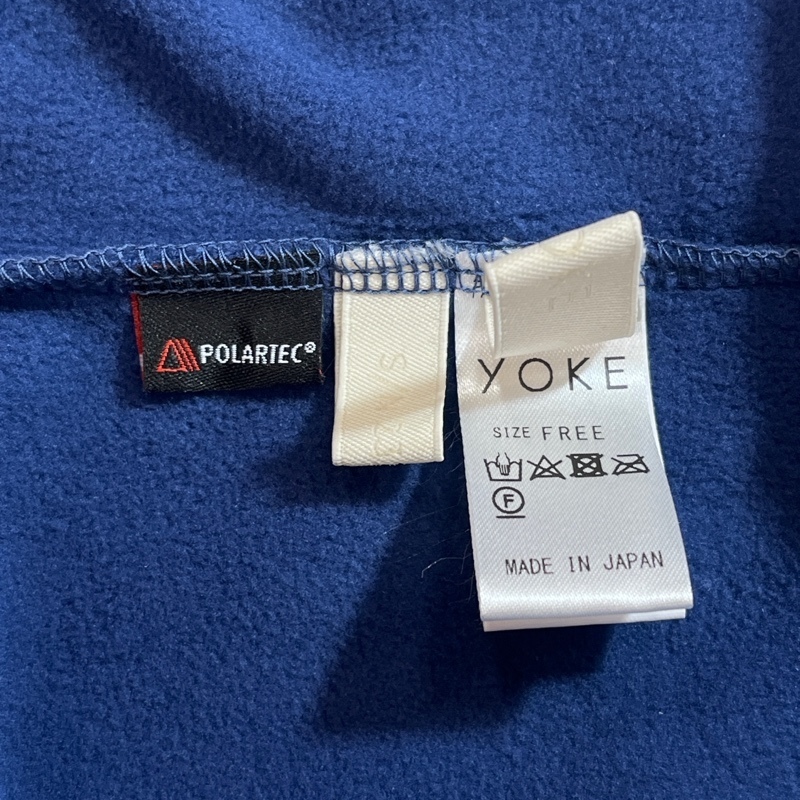 POLARTEC®
YOKE
SIZE FREE
F
MADE IN JAPAN